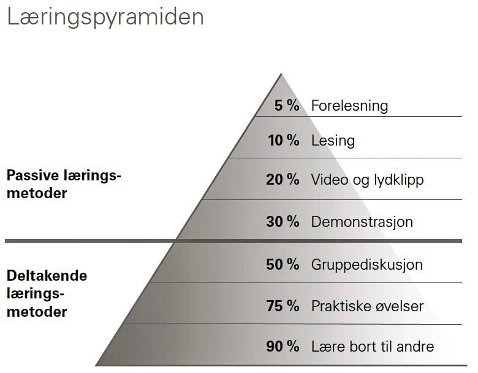 Læringspyramiden
5 % Forelesning
10 % Lesing
Passive lærings-
metoder
20 % Video og lydklipp
30 % Demonstrasjon
Deltakende
lærings-
metoder
50 % Gruppediskusjon
75 % Praktiske øvelser
90 % Lære bort til andre